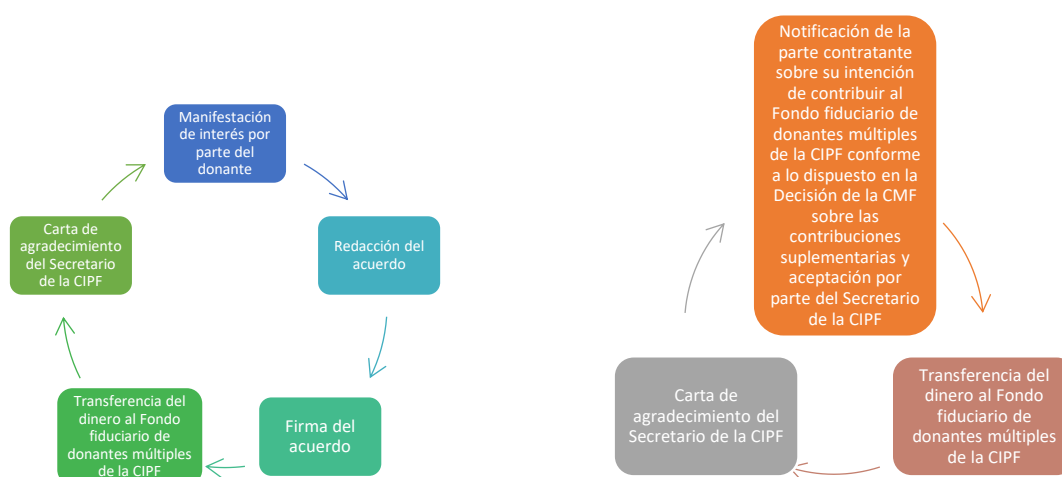 Manifestación
de interés por
parte del
donante
Redacción del
acuerdo
Firma del
acuerdo
Transferencia del
dinero al Fondo
fiduciario de
donantes múltiples
de la CIPF
Carta de
agradecimiento
del Secretario
de la CIPF
Notificación de la
parte contratante
sobre su intención
de contribuir al
Fondo fiduciario de
donantes múltiples
de la CIPF conforme
a lo dispuesto en la
Decisión de la CMF
sobre las
contribuciones
suplementarias y
aceptación por
parte del Secretario
de la CIPF
Transferencia del
dinero al Fondo
fiduciario de
donantes múltiples
de la CIPF
Carta de
agradecimiento del
Secretario de la CIPF